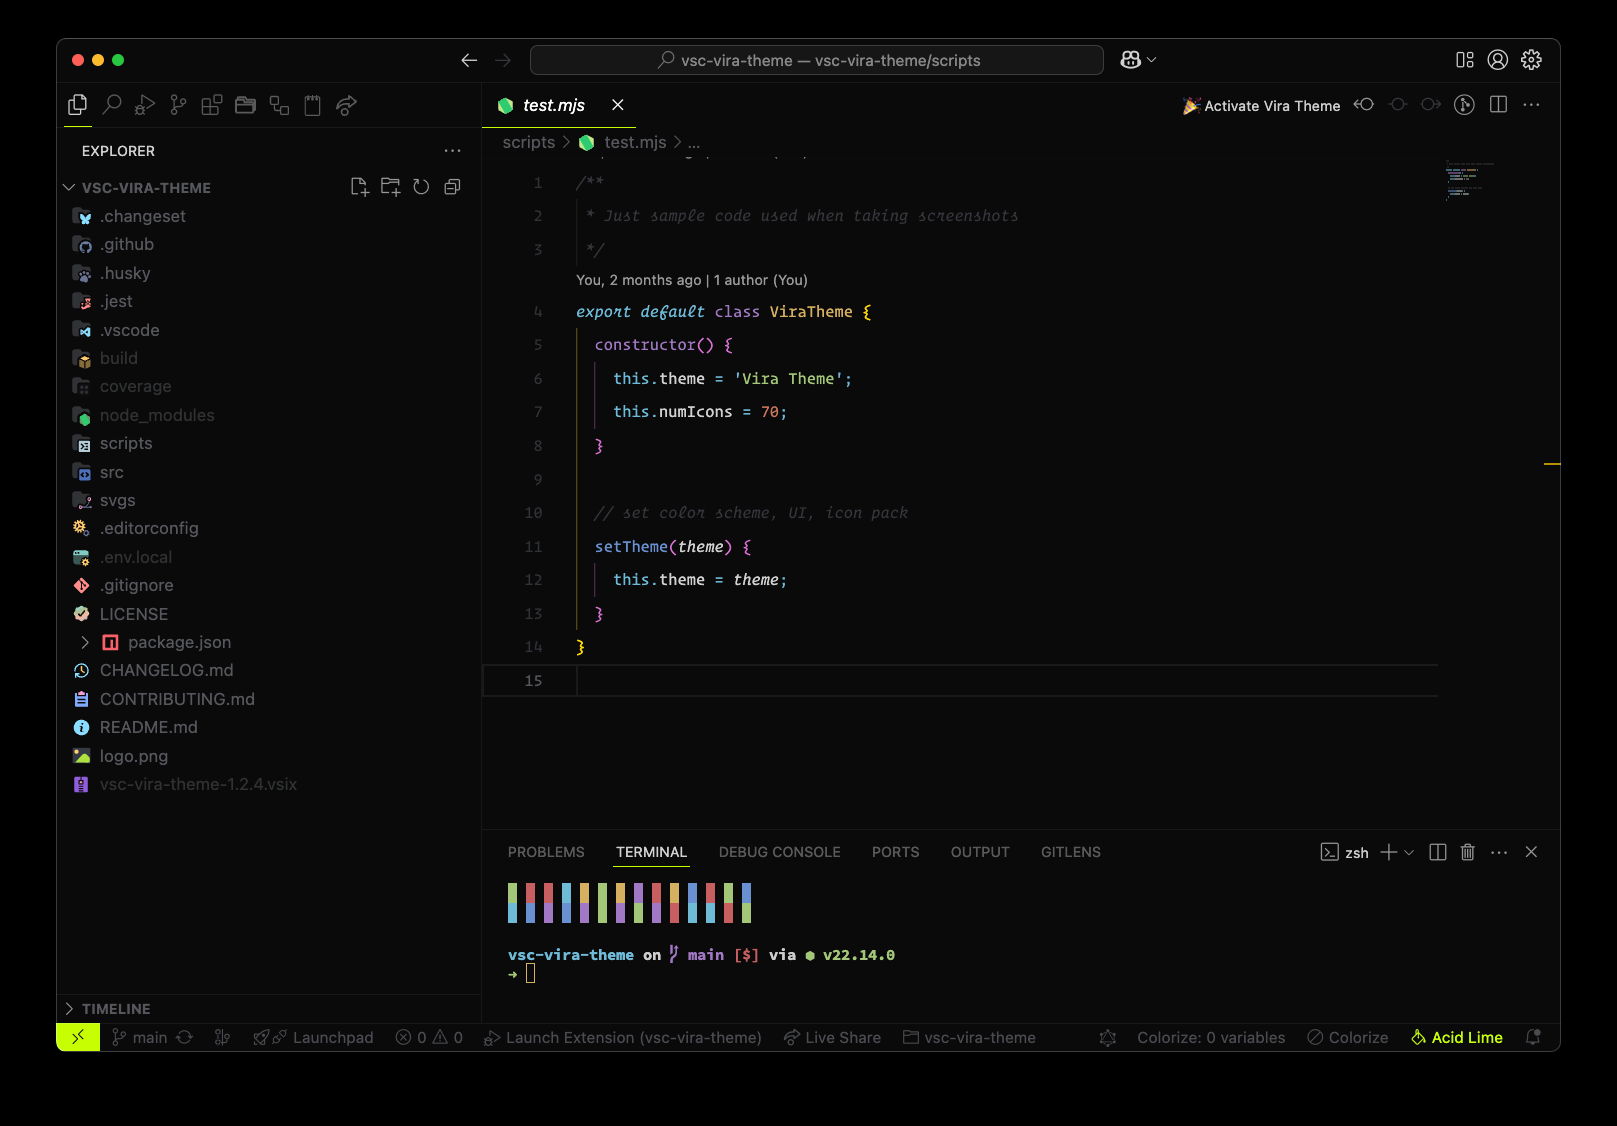 vsc-vira-theme — vsc-vira-theme/scripts
test.mjs
Activate Vira Theme
scripts > test.mjs > ...
EXPLORER
VSC-VIRA-THEME
.changeset
.github
.husky
.jest
.vscode
build
coverage
node_modules
scripts
src
svgs
.editorconfig
.env.local
.gitignore
LICENSE
package.json
CHANGELOG.md
CONTRIBUTING.md
README.md
logo.png
vsc-vira-theme-1.2.4.vsix
TIMELINE
1 /**
2 * Just sample code used when taking screenshots
3 */
You, 2 months ago | 1 author (You)
4 export default class ViraTheme {
5 constructor() {
6 this.theme = 'Vira Theme';
7 this.numIcons = 70;
8 }
9
10 // set color scheme, UI, icon pack
11 setTheme(theme) {
12 this.theme = theme;
13 }
14 }
15
PROBLEMS TERMINAL DEBUG CONSOLE PORTS OUTPUT GITLENS
zsh
vsc-vira-theme on main [$] via v22.14.0
→
main Launchpad 0 0 Launch Extension (vsc-vira-theme) Live Share vsc-vira-theme Colorize: 0 variables Colorize Acid Lime